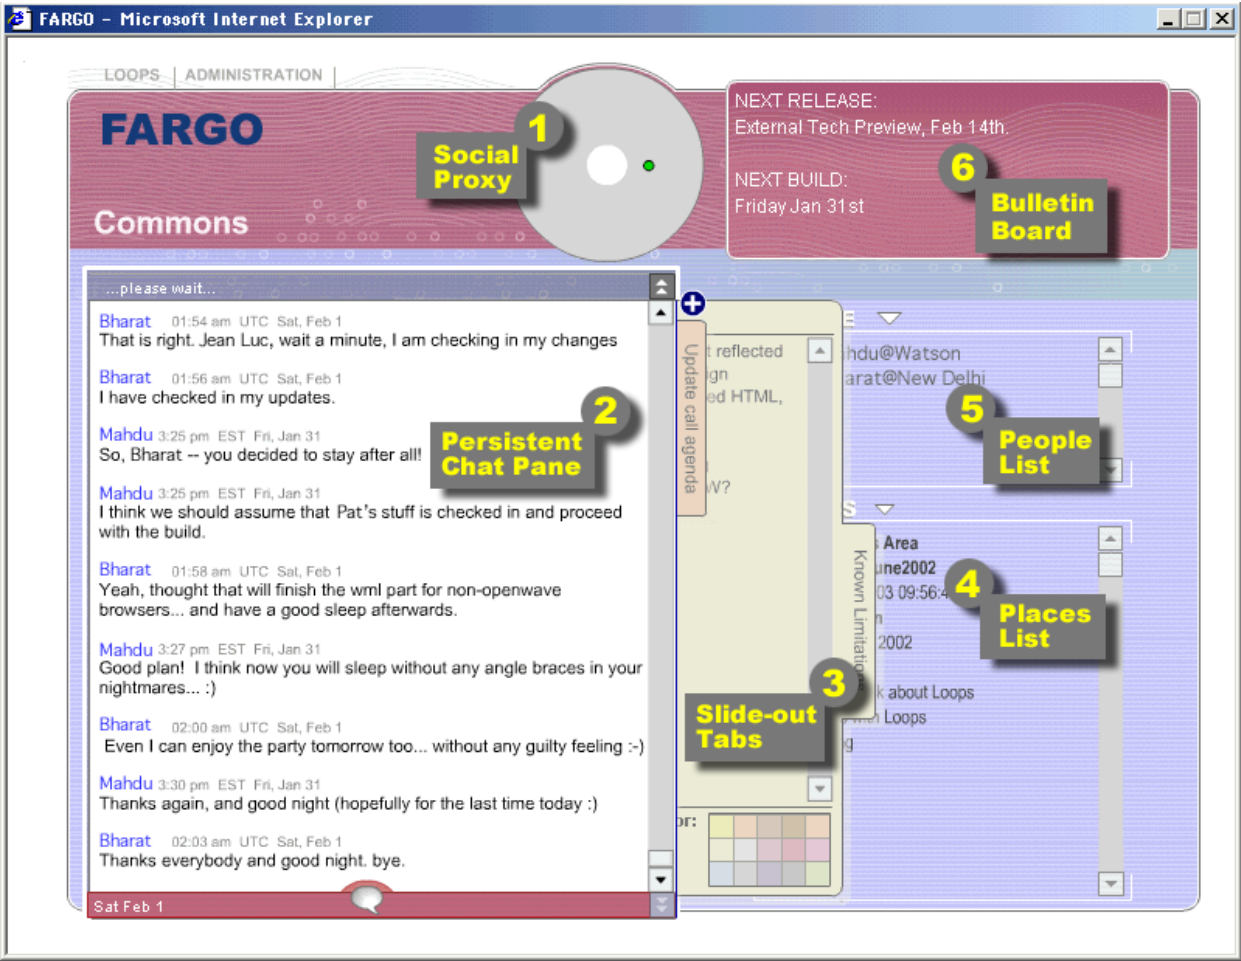 FARGO - Microsoft Internet Explorer
LOOPS | ADMINISTRATION |
FARGO
Commons
1
Social
Proxy
NEXT RELEASE:
External Tech Preview, Feb 14th.
NEXT BUILD:
Friday Jan 31st
6
Bulletin
Board
...please wait...
Bharat 01:54 am UTC Sat, Feb 1
That is right. Jean Luc, wait a minute, I am checking in my changes
Bharat 01:56 am UTC Sat, Feb 1
I have checked in my updates.
Mahdu 3:25 pm EST Fri, Jan 31
So, Bharat -- you decided to stay after all!
Mahdu 3:25 pm EST Fri, Jan 31
I think we should assume that Pat's stuff is checked in and proceed
with the build.
Bharat 01:58 am UTC Sat, Feb 1
Yeah, thought that will finish the wml part for non-openwave
browsers... and have a good sleep afterwards.
Mahdu 3:27 pm EST Fri, Jan 31
Good plan! I think now you will sleep without any angle braces in your
nightmares... :)
Bharat 02:00 am UTC Sat, Feb 1
Even I can enjoy the party tomorrow too... without any guilty feeling :-)
Mahdu 3:30 pm EST Fri, Jan 31
Thanks again, and good night (hopefully for the last time today :)
Bharat 02:03 am UTC Sat, Feb 1
Thanks everybody and good night. bye.
Sat Feb 1
2
Persistent
Chat Pane
Update call agenda
t reflected
ign
ed HTML,
W?
or:
Known Limitations
3
Slide-out
Tabs
E
hdu@Watson
arat@New Delhi
5
People
List
S
s Area
une2002
03 09:56:4
n
2002
k about Loops
with Loops
g
4
Places
List